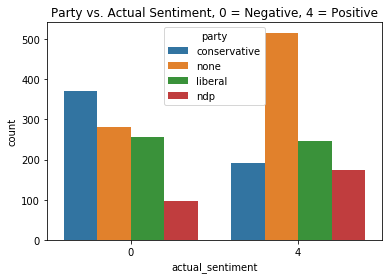 Party vs. Actual Sentiment, 0 = Negative, 4 = Positive
party
conservative
none
liberal
ndp
500
400
300
200
100
0
count
0 4
actual_sentiment